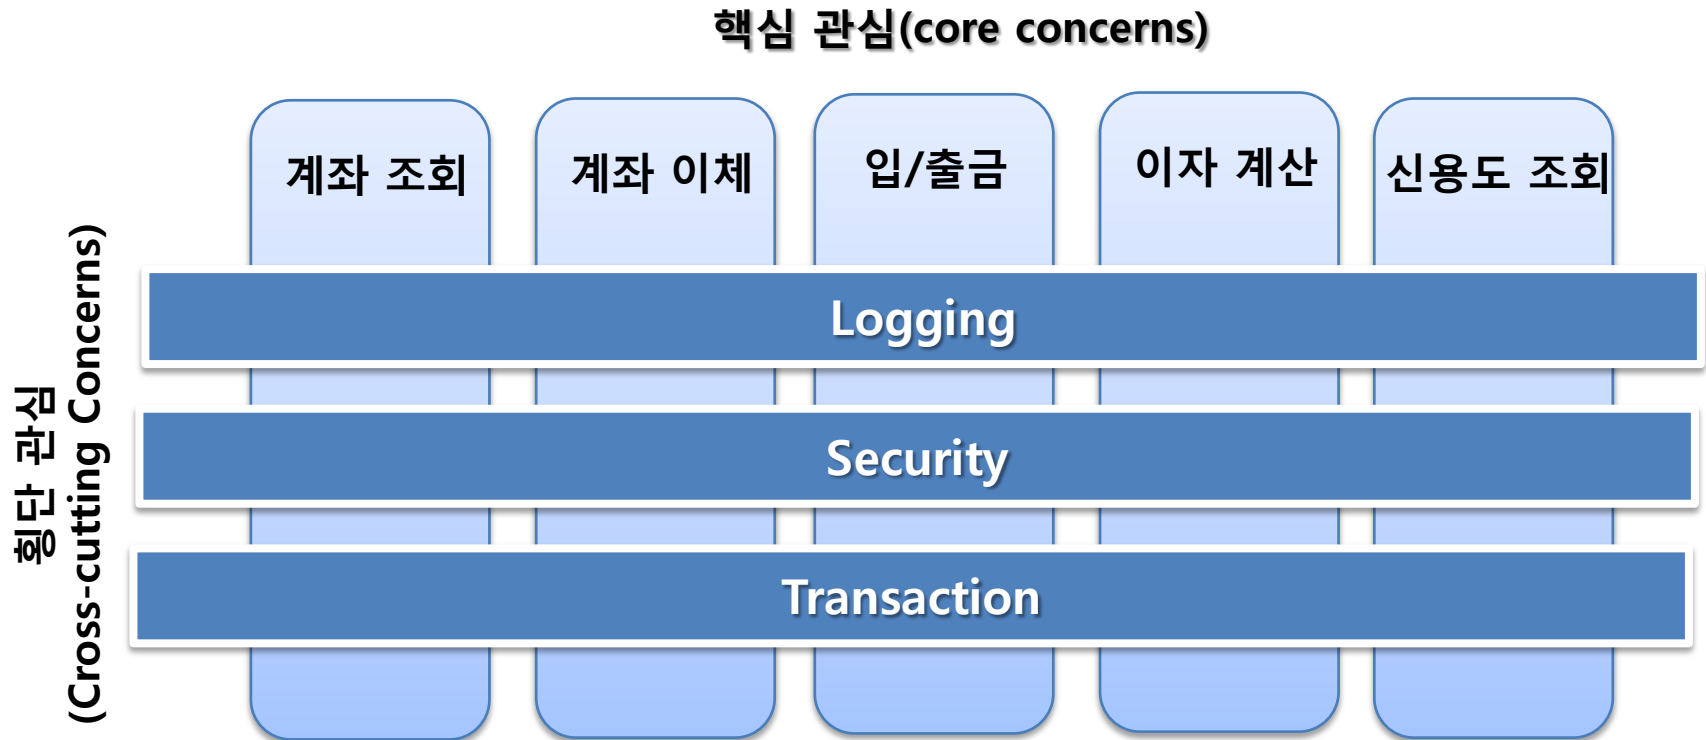 핵심 관심(core concerns)
계좌 조회
계좌 이체
입/출금
이자 계산
신용도 조회
횡단 관심
(Cross-cutting Concerns)
Logging
Security
Transaction